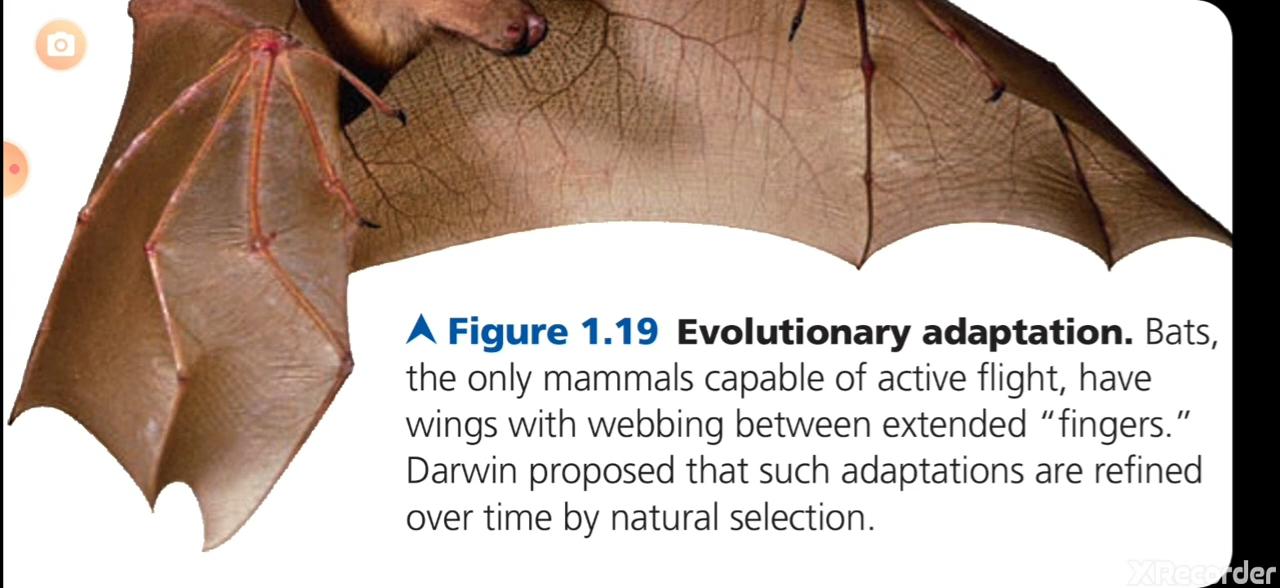 ▲ Figure 1.19 Evolutionary adaptation. Bats,
the only mammals capable of active flight, have
wings with webbing between extended “fingers.”
Darwin proposed that such adaptations are refined
over time by natural selection.
XRecorder